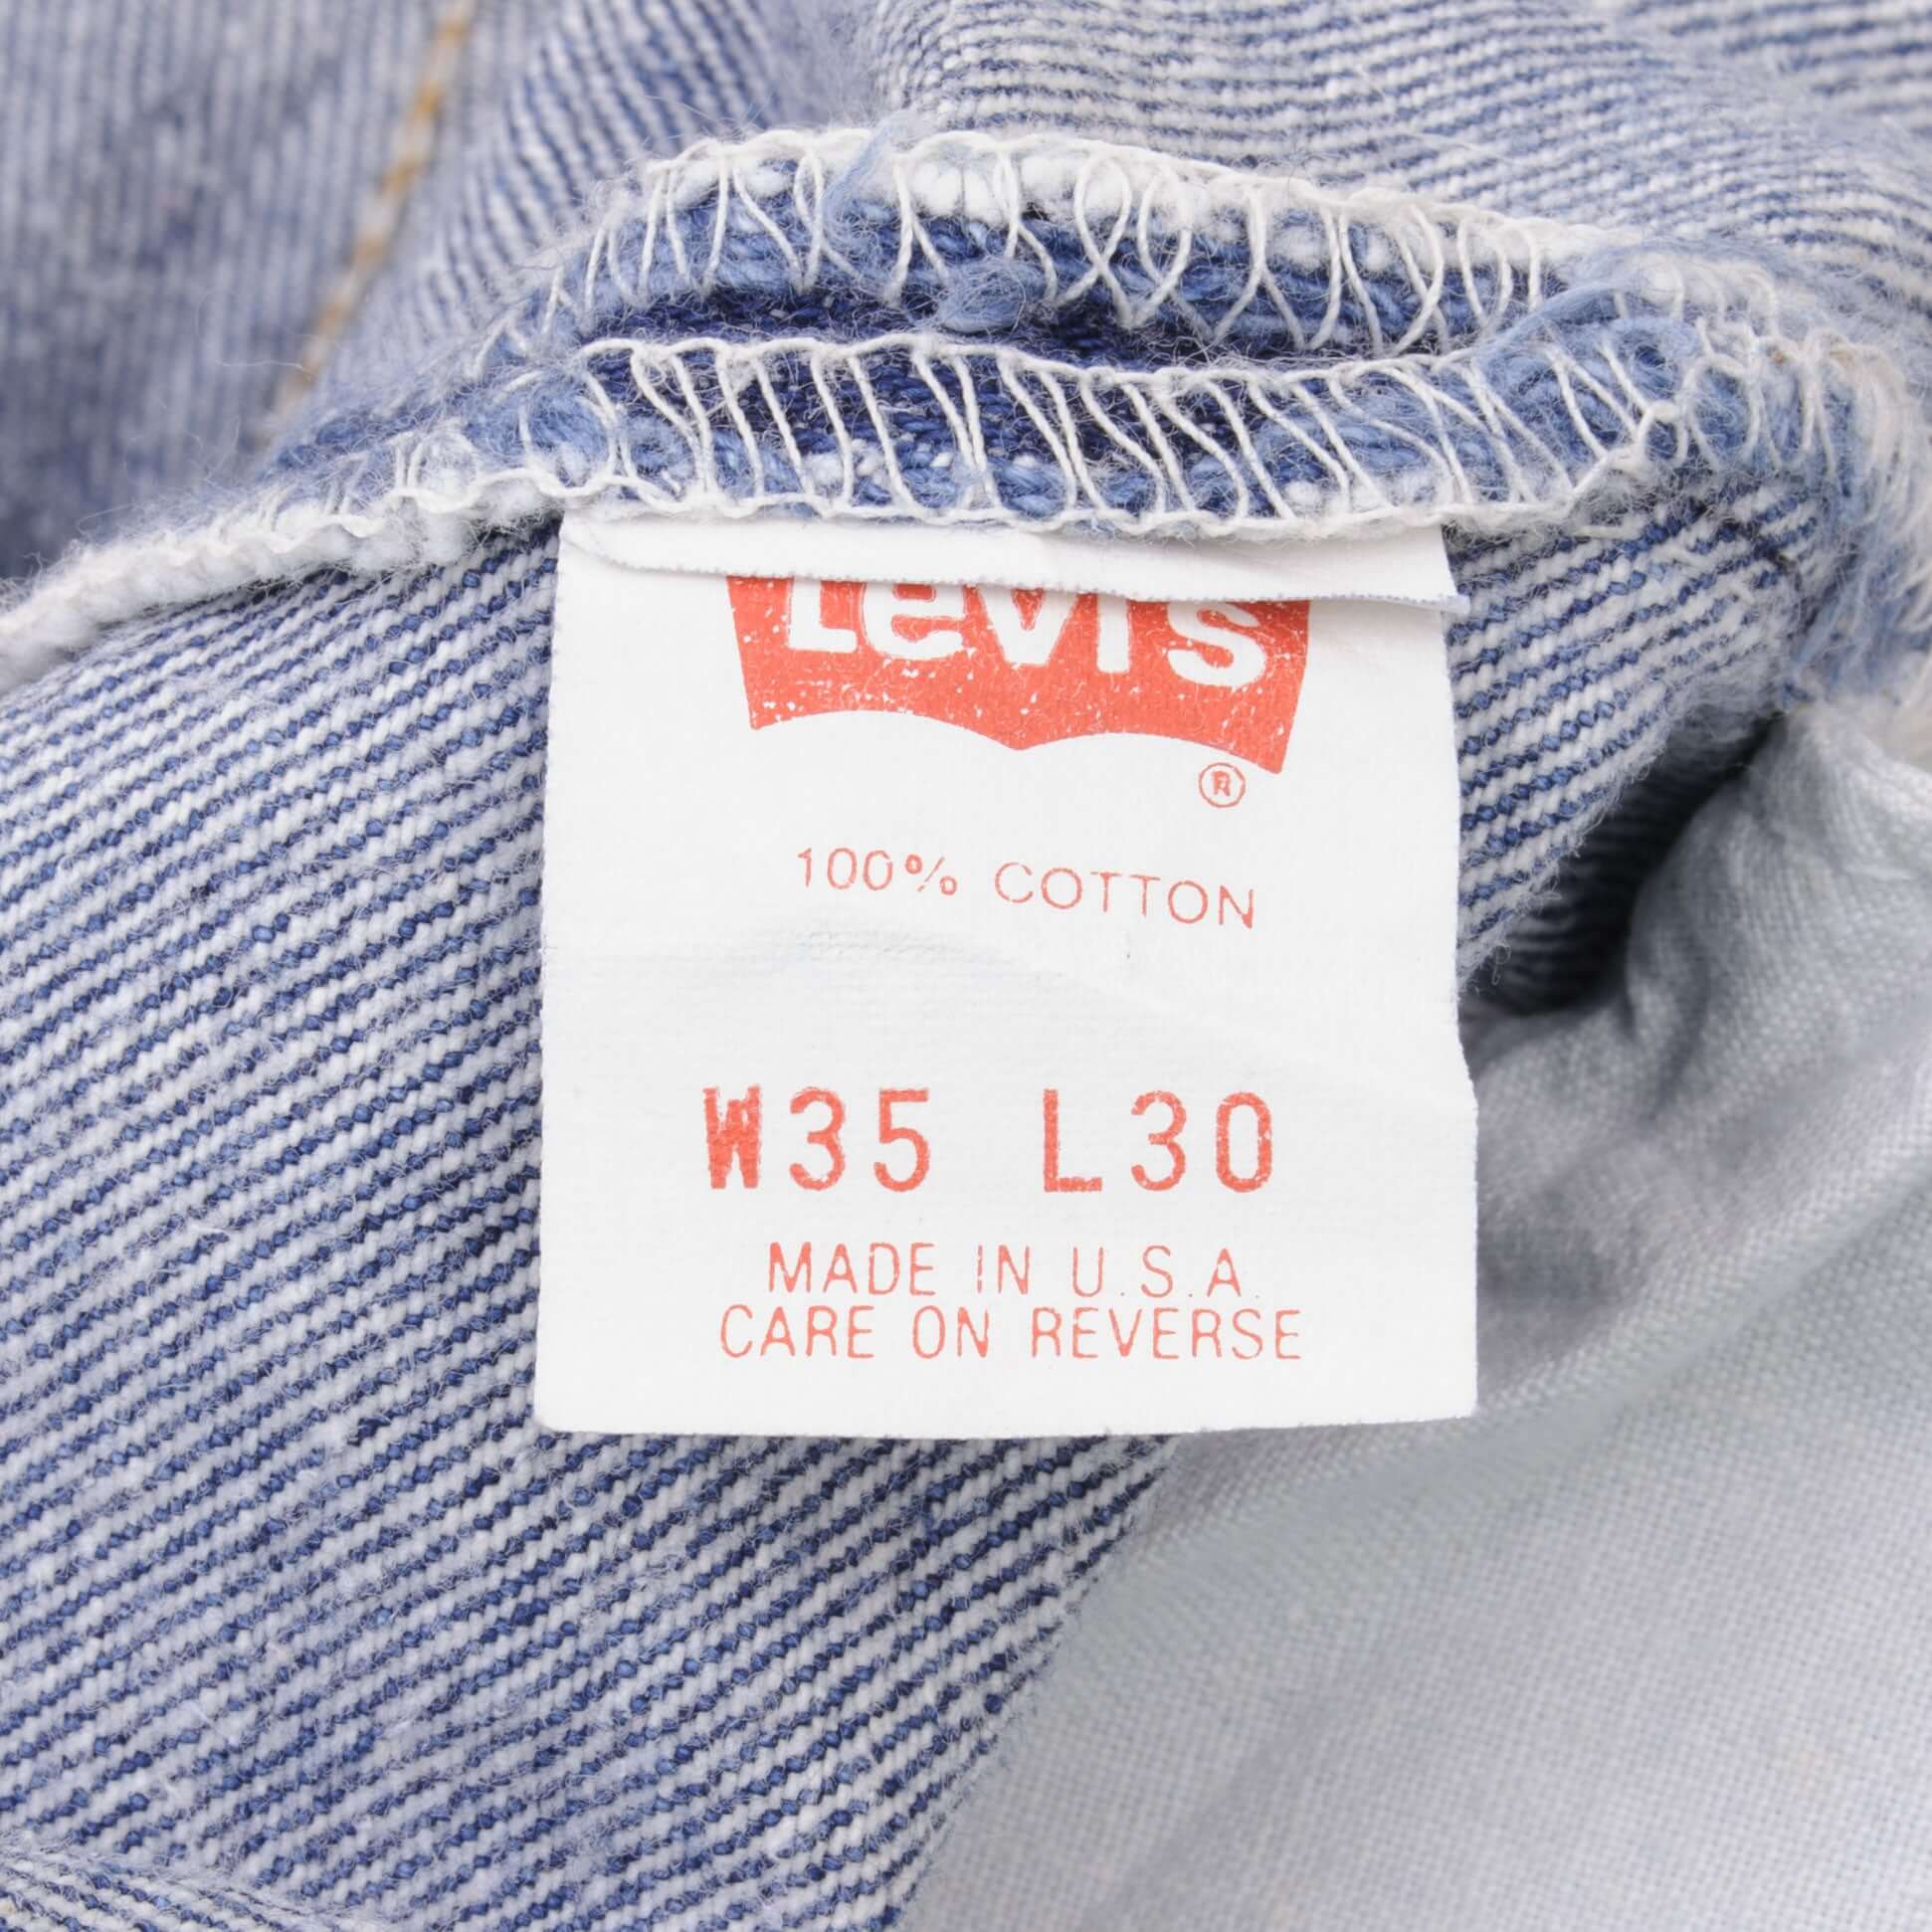 Levi's
®
100% COTTON
W35 L30
MADE IN U.S.A.
CARE ON REVERSE